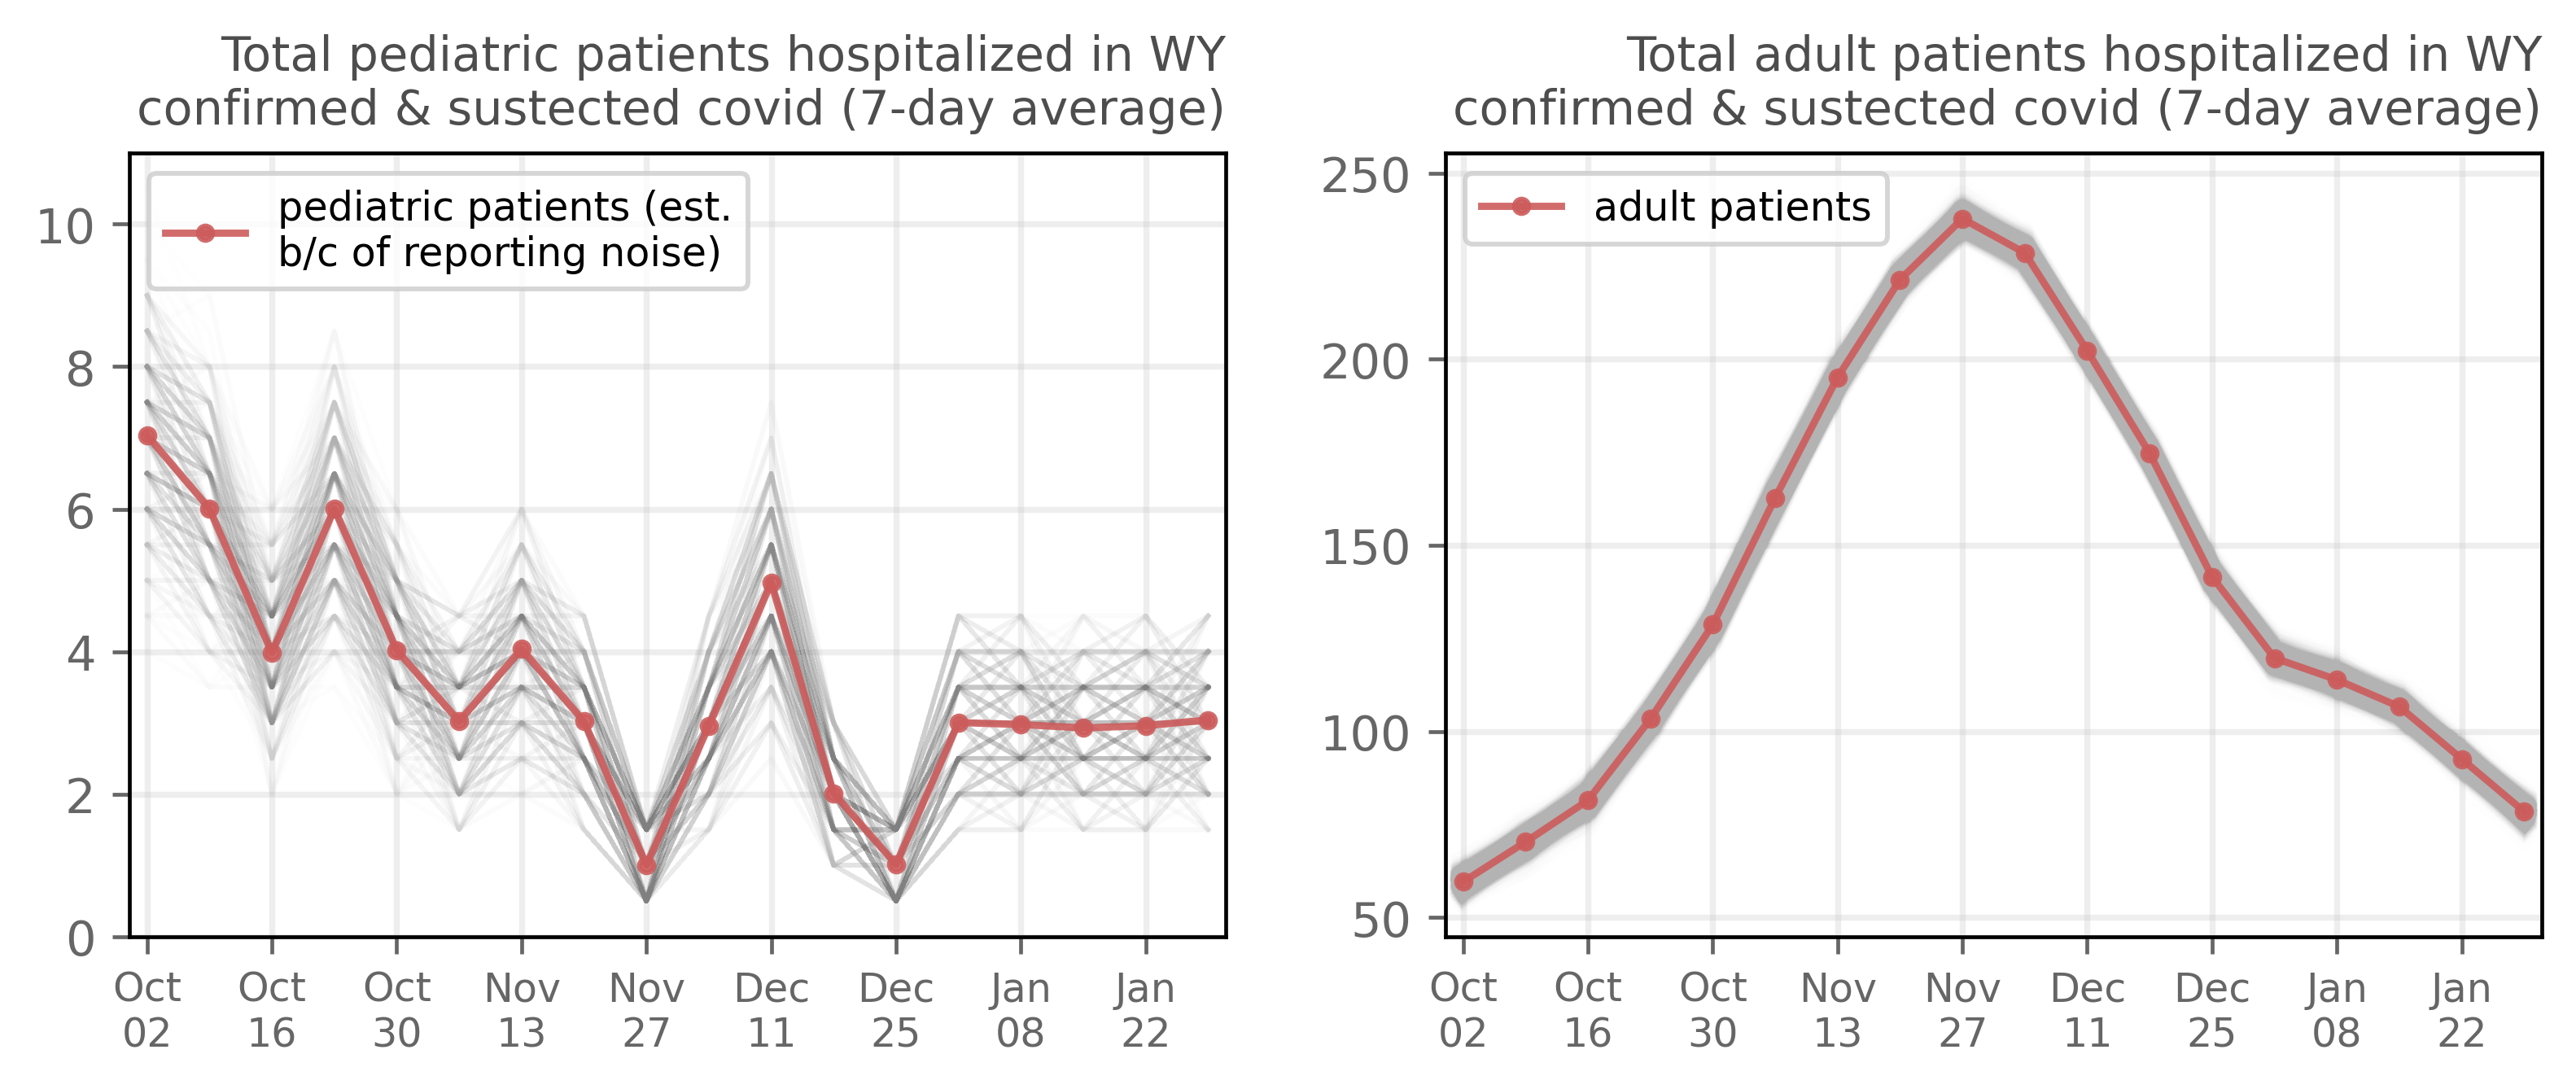 Total pediatric patients hospitalized in WY
confirmed & sustected covid (7-day average)
pediatric patients (est.
b/c of reporting noise)
10
8
6
4
2
0
Oct
02
Oct
16
Oct
30
Nov
13
Nov
27
Dec
11
Dec
25
Jan
08
Jan
22
Total adult patients hospitalized in WY
confirmed & sustected covid (7-day average)
adult patients
250
200
150
100
50
Oct
02
Oct
16
Oct
30
Nov
13
Nov
27
Dec
11
Dec
25
Jan
08
Jan
22